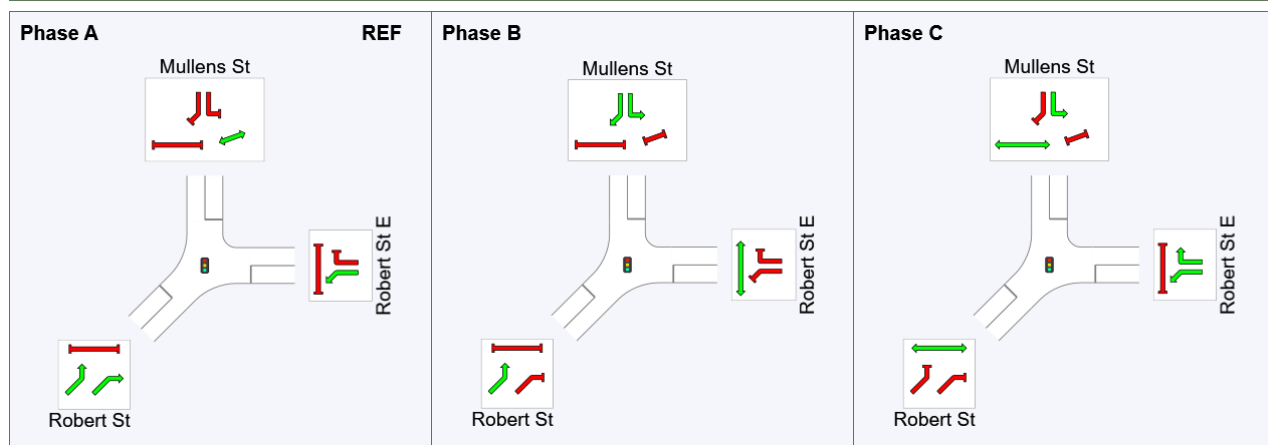 Phase A REF
Mullens St
Robert St E
Robert St
Phase B
Mullens St
Robert St E
Robert St
Phase C
Mullens St
Robert St E
Robert St